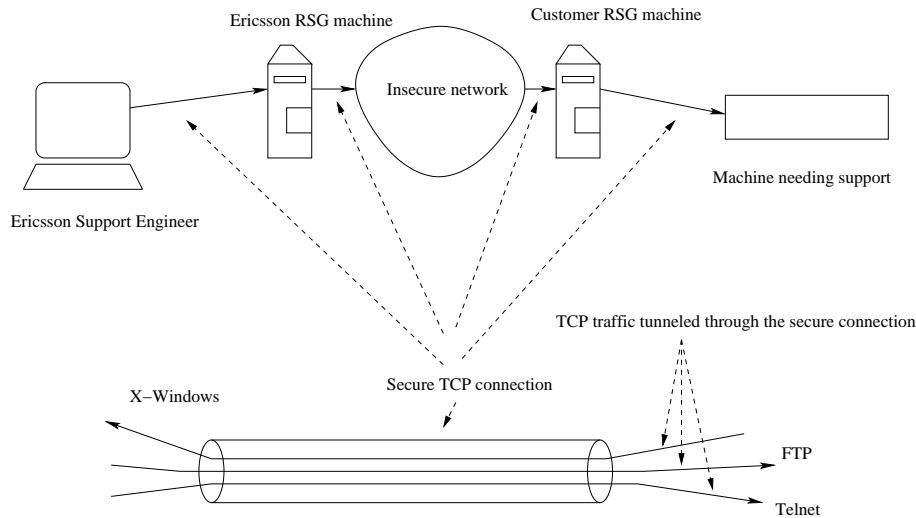 Ericsson RSG machine
Customer RSG machine
Insecure network
Machine needing support
Ericsson Support Engineer
TCP traffic tunneled through the secure connection
Secure TCP connection
X−Windows
FTP
Telnet